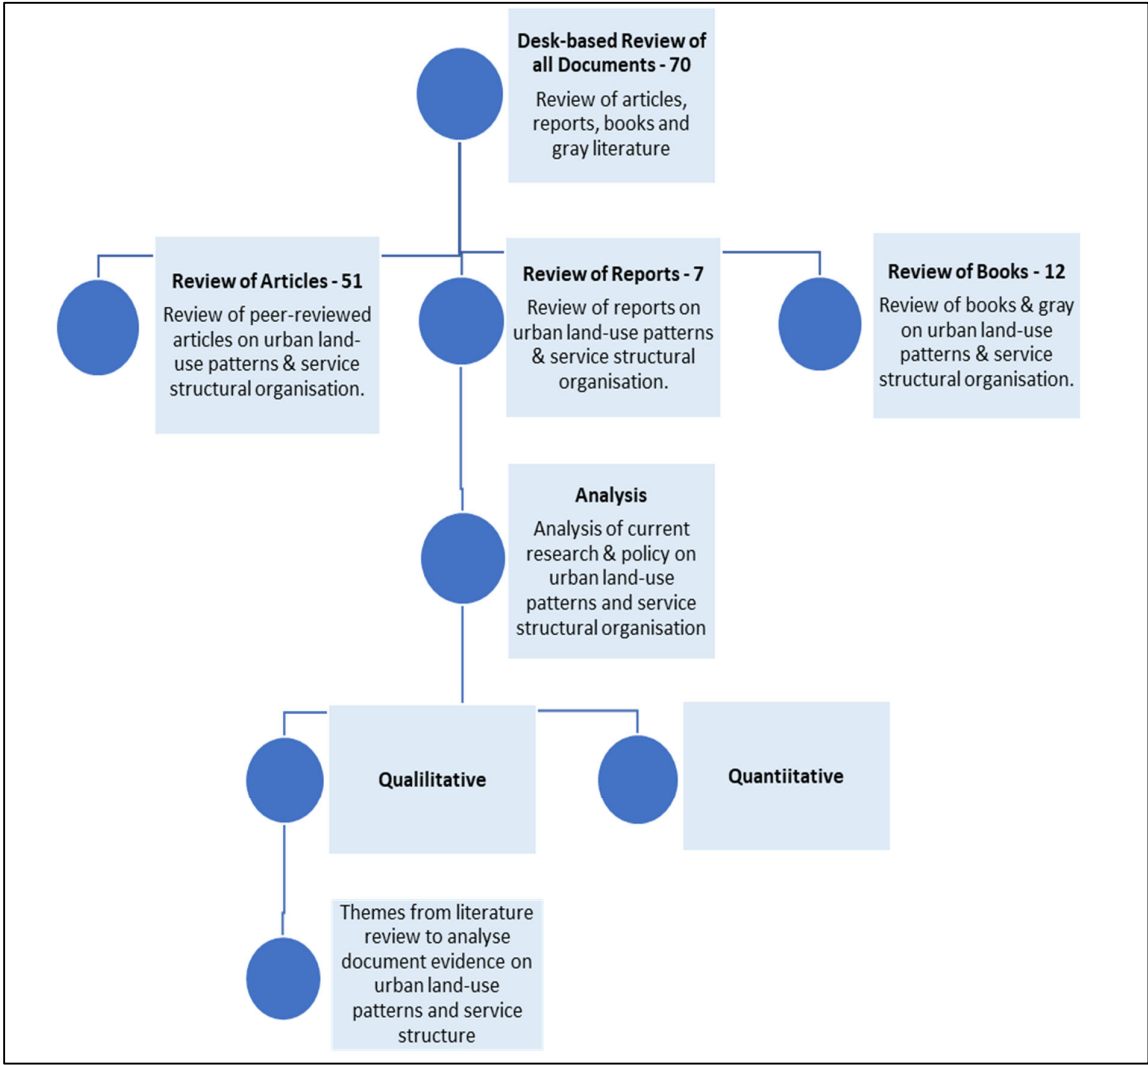 Desk-based Review of
all Documents - 70
Review of articles,
reports, books and
gray literature
Review of Articles - 51
Review of peer-reviewed
articles on urban land-
use patterns & service
structural organisation.
Review of Reports - 7
Review of reports on
urban land-use patterns
& service structural
organisation.
Review of Books - 12
Review of books & gray
on urban land-use
patterns & service
structural organisation.
Analysis
Analysis of current
research & policy on
urban land-use
patterns and service
structural organisation
Qualilitative
Quantiitative
Themes from literature
review to analyse
document evidence on
urban land-use
patterns and service
structure